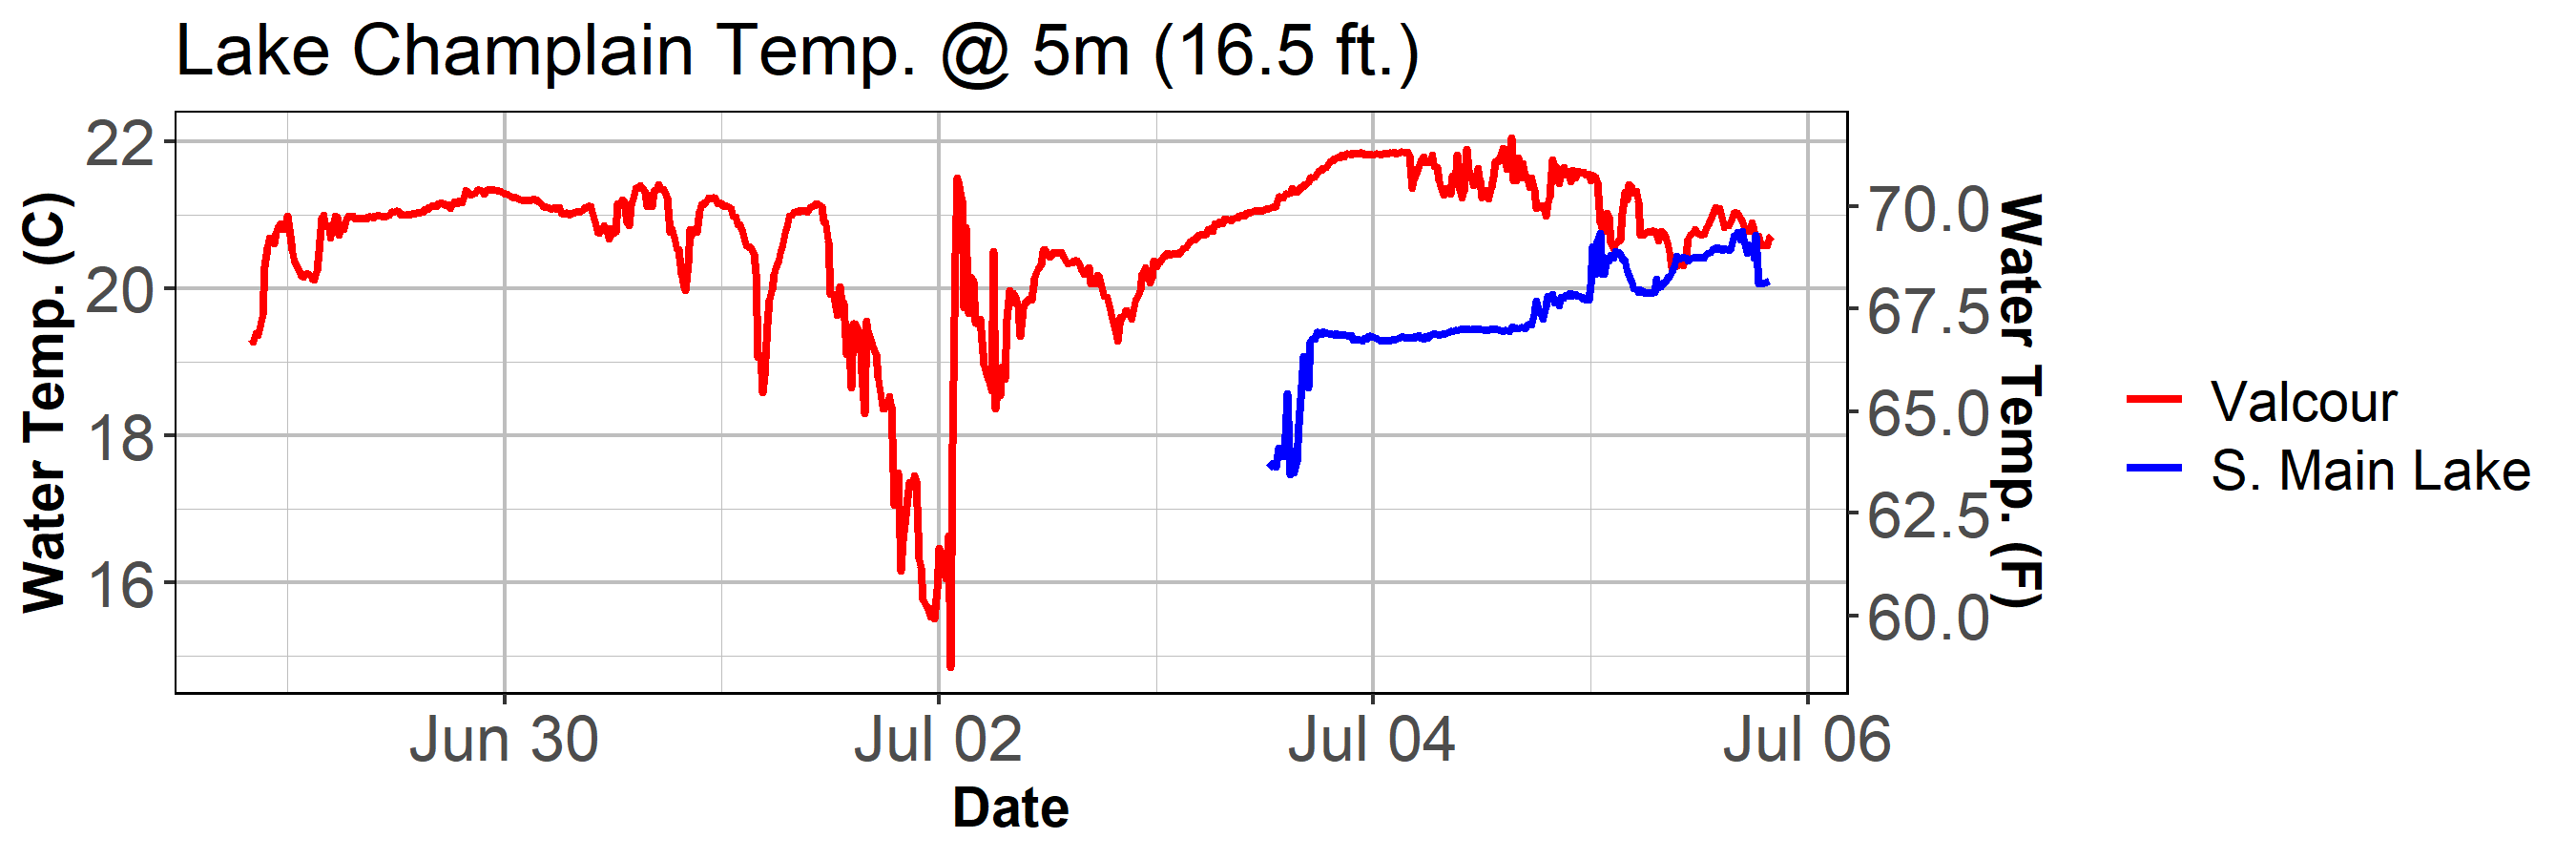 Lake Champlain Temp. @ 5m (16.5 ft.)
Water Temp. (C)
22
20
18
16
70.0
67.5
65.0
62.5
60.0
Water Temp. (F)
Valcour
S. Main Lake
Jun 30
Jul 02
Jul 04
Jul 06
Date